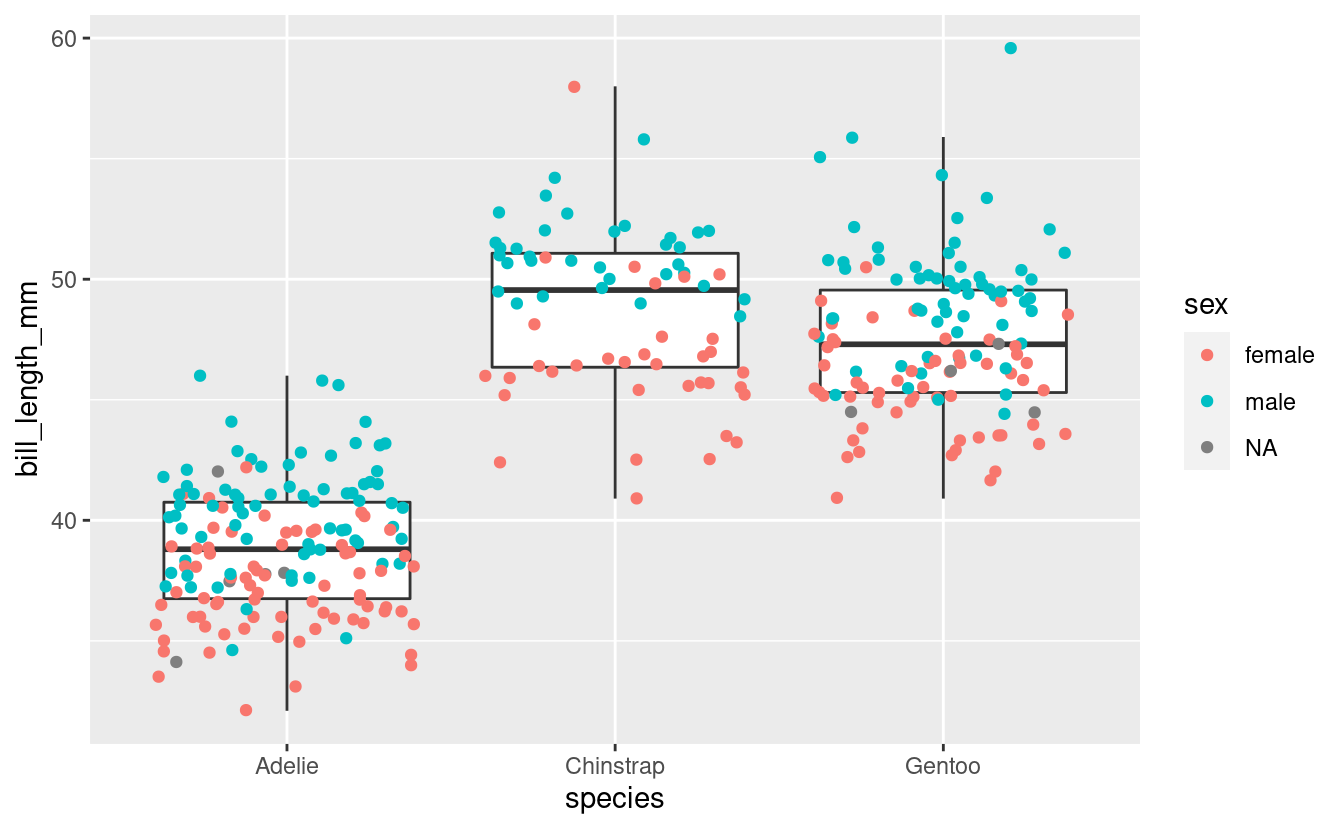 60
50
40
bill_length_mm
Adelie
Chinstrap
Gentoo
species
sex
female
male
NA